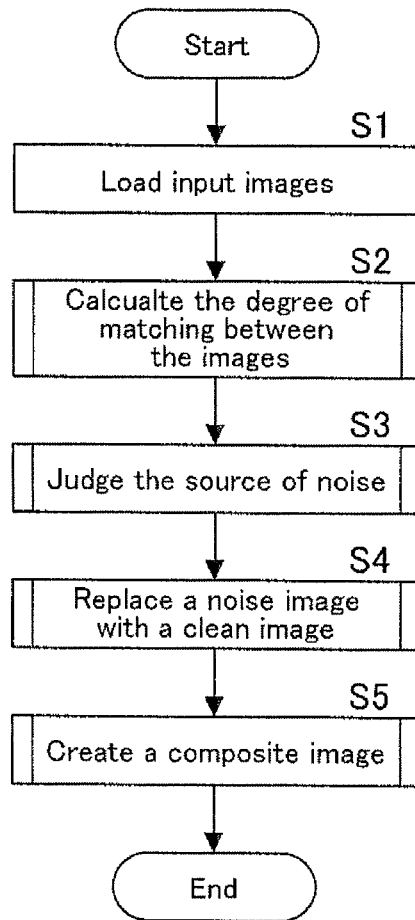 Start
S1
Load input images
S2
Calcualte the degree of
matching between
the images
S3
Judge the source of noise
S4
Replace a noise image
with a clean image
S5
Create a composite image
End